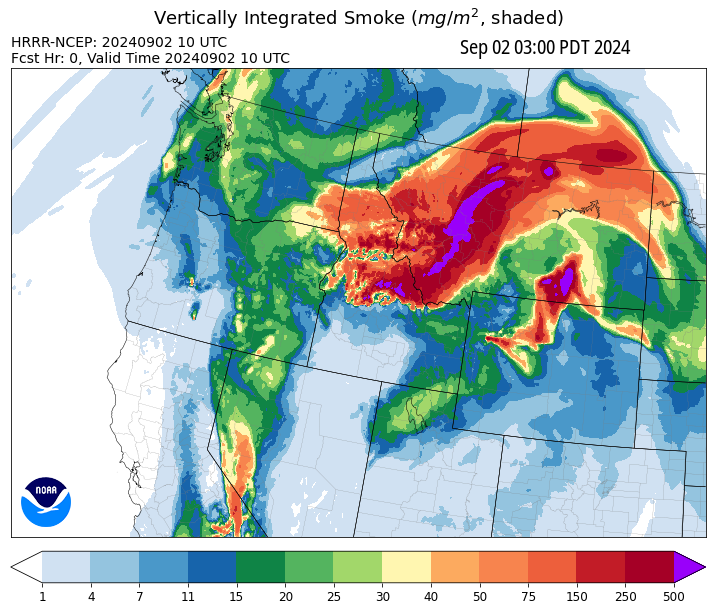 Vertically Integrated Smoke (mg/m², shaded)
HRRR-NCEP: 20240902 10 UTC
Fcst Hr: 0, Valid Time 20240902 10 UTC
Sep 02 03:00 PDT 2024
NOAA
1 4 7 11 15 20 25 30 40 50 75 150 250 500